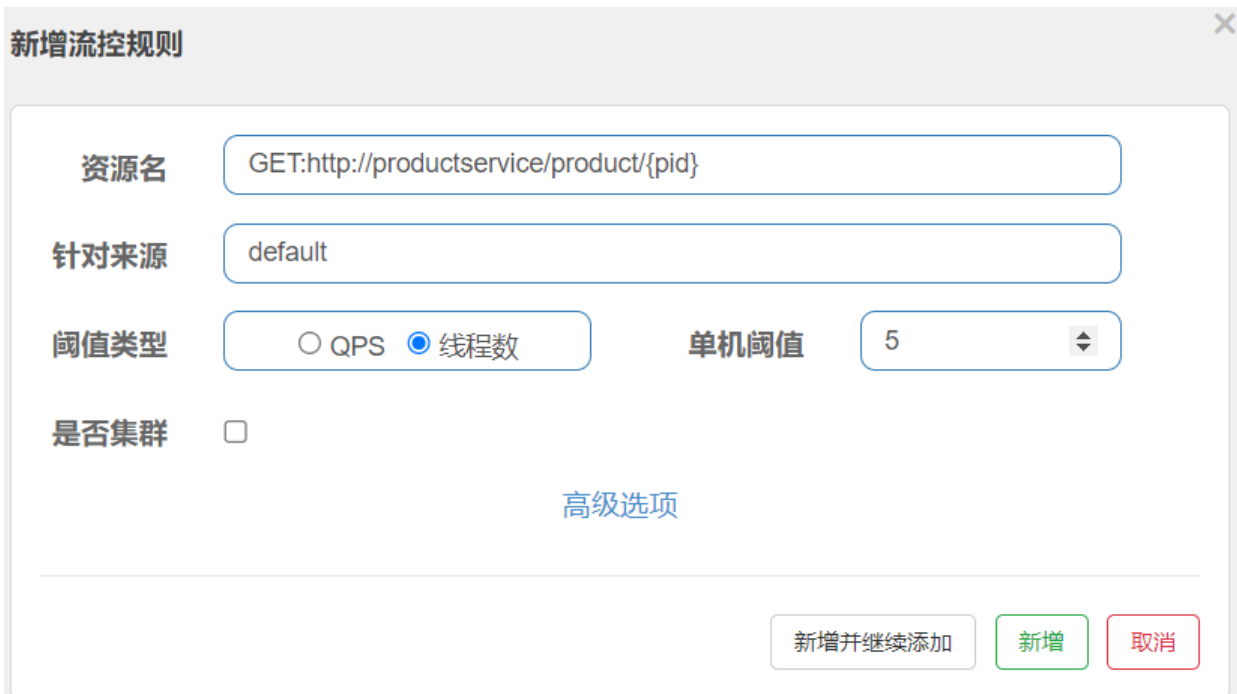 新增流控规则
资源名 GET:http://productservice/product/{pid}
针对来源 default
阈值类型 QPS 线程数 单机阈值 5
是否集群
高级选项
新增并继续添加 新增 取消